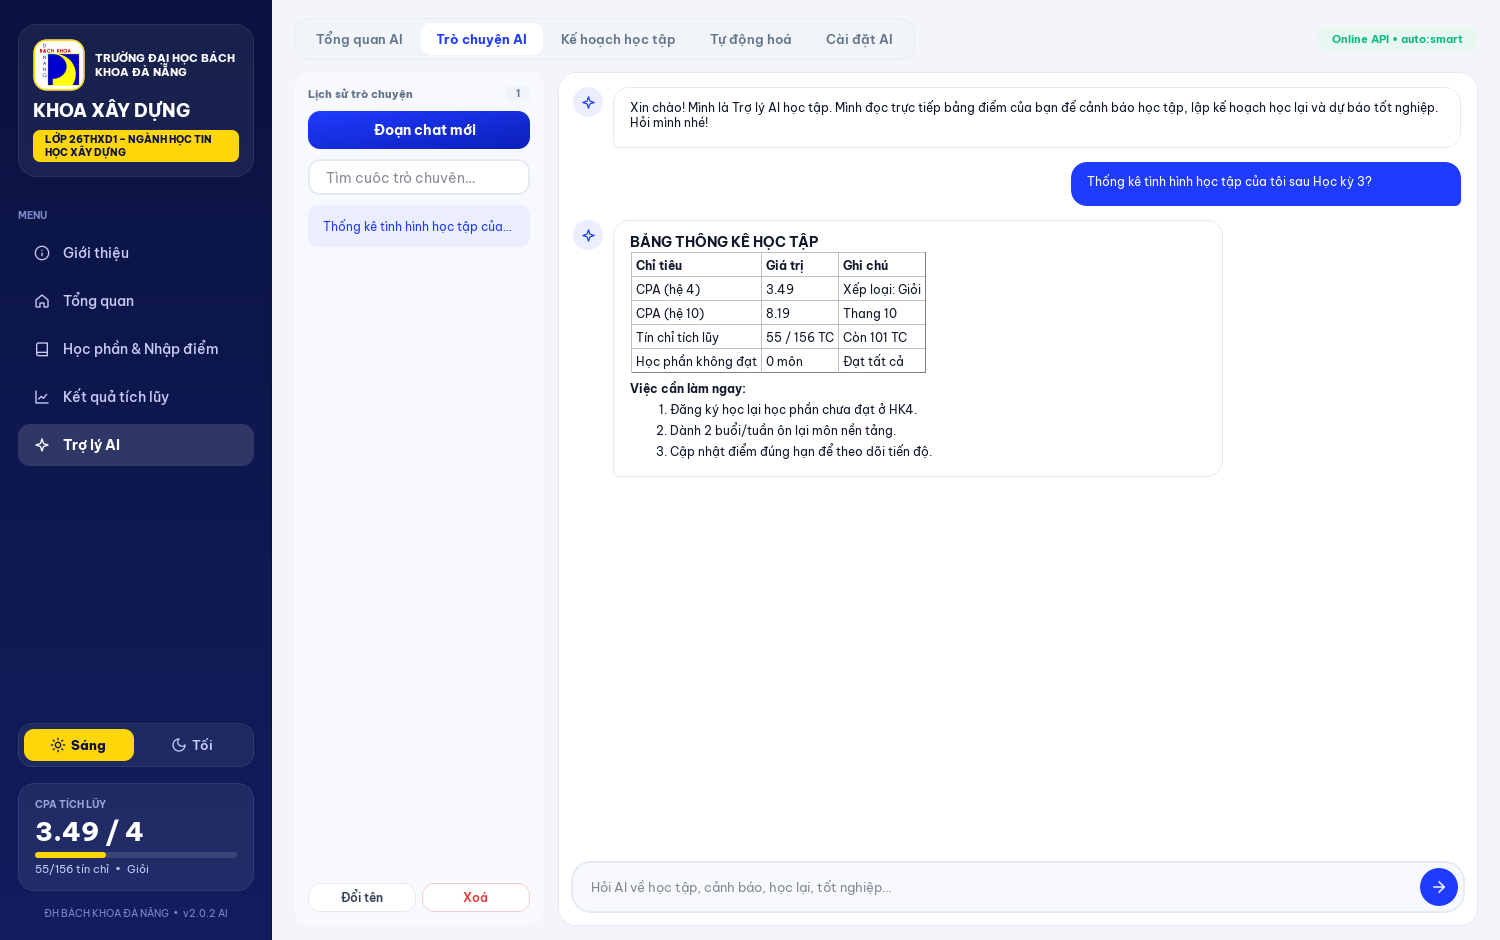 BÁCH KHOA
ĐÀ NẴNG
TRƯỜNG ĐẠI HỌC BÁCH
KHOA ĐÀ NẴNG
KHOA XÂY DỰNG
LỚP 26THXD1 – NGÀNH HỌC TIN
HỌC XÂY DỰNG
MENU
Giới thiệu
Tổng quan
Học phần & Nhập điểm
Kết quả tích lũy
Trợ lý AI
Sáng
Tối
CPA TÍCH LŨY
3.49 / 4
55/156 tín chỉ • Giỏi
ĐH BÁCH KHOA ĐÀ NẴNG • v2.0.2 AI
Tổng quan AI
Trò chuyện AI
Kế hoạch học tập
Tự động hoá
Cài đặt AI
Online API • auto:smart
Lịch sử trò chuyện
1
Đoạn chat mới
Tìm cuộc trò chuyện...
Thống kê tình hình học tập của...
Đổi tên
Xoá
Xin chào! Mình là Trợ lý AI học tập. Mình đọc trực tiếp bảng điểm của bạn để cảnh báo học tập, lập kế hoạch học lại và dự báo tốt nghiệp.
Hỏi mình nhé!
Thống kê tình hình học tập của tôi sau Học kỳ 3?
BẢNG THỐNG KÊ HỌC TẬP
Chỉ tiêu Giá trị Ghi chú
CPA (hệ 4) 3.49 Xếp loại: Giỏi
CPA (hệ 10) 8.19 Thang 10
Tín chỉ tích lũy 55 / 156 TC Còn 101 TC
Học phần không đạt 0 môn Đạt tất cả
Việc cần làm ngay:
1. Đăng ký học lại học phần chưa đạt ở HK4.
2. Dành 2 buổi/tuần ôn lại môn nền tảng.
3. Cập nhật điểm đúng hạn để theo dõi tiến độ.
Hỏi AI về học tập, cảnh báo, học lại, tốt nghiệp...